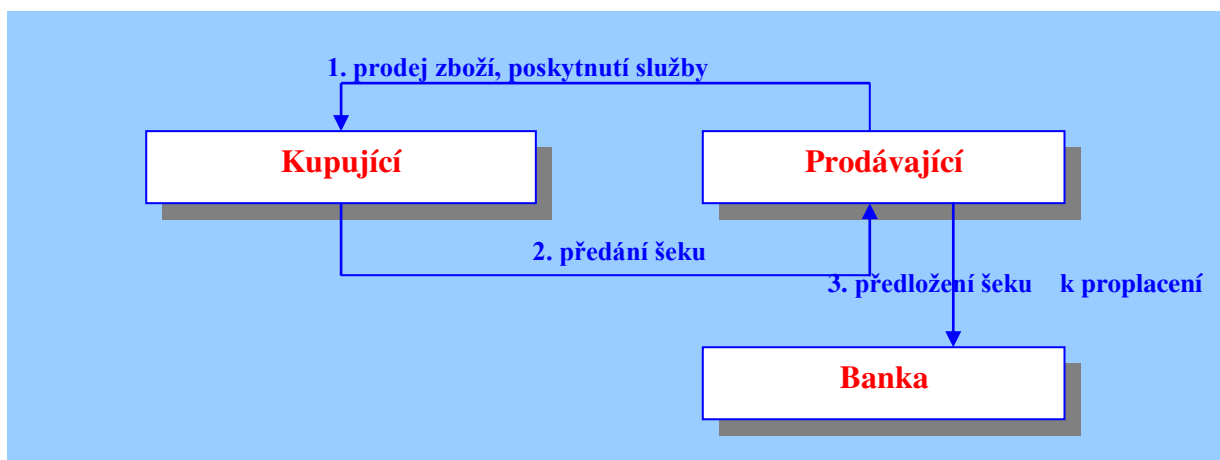 1. prodej zboží, poskytnutí služby
Kupující
Prodávající
2. předání šeku
3. předložení šeku k proplacení
Banka